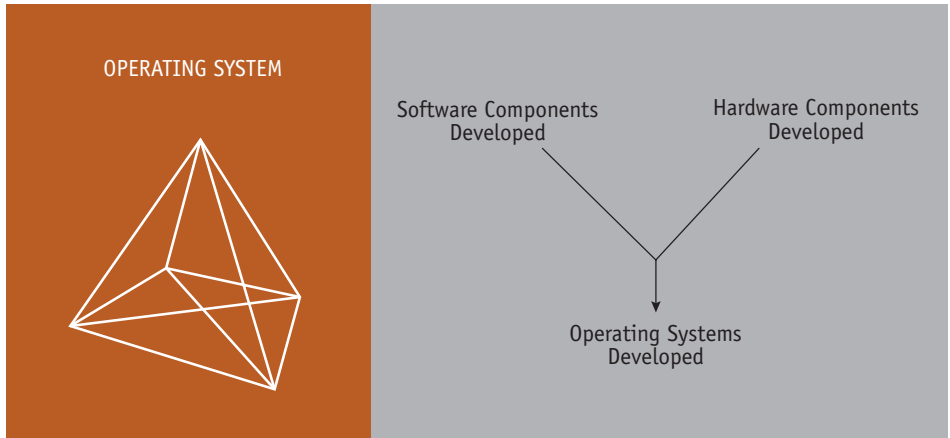 OPERATING SYSTEM
Software Components
Developed
Hardware Components
Developed
Operating Systems
Developed